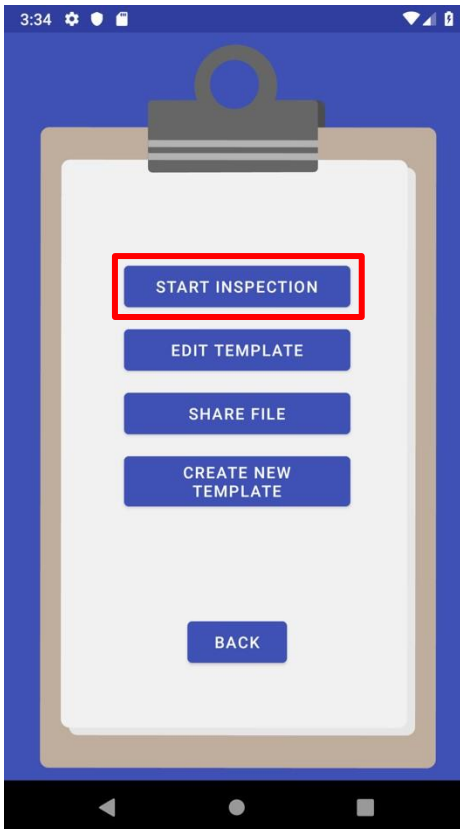 3:34
START INSPECTION
EDIT TEMPLATE
SHARE FILE
CREATE NEW
TEMPLATE
BACK